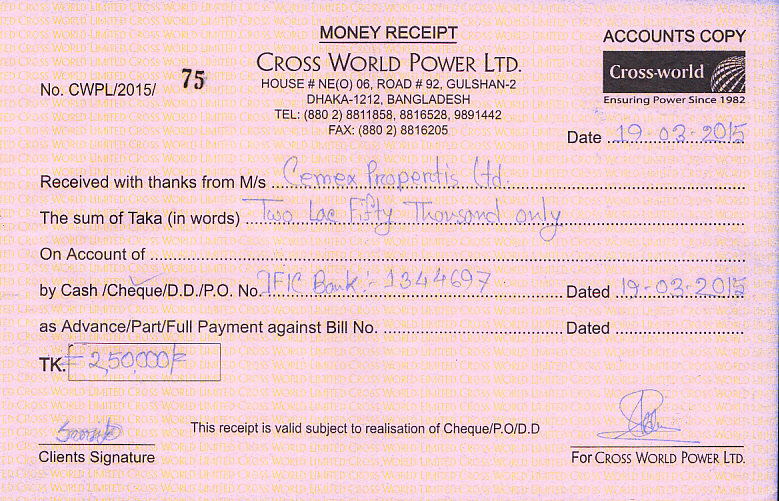 MONEY RECEIPT
ACCOUNTS COPY
CROSS WORLD POWER LTD.
HOUSE # NE(O) 06, ROAD # 92, GULSHAN-2
DHAKA-1212, BANGLADESH
TEL: (880 2) 8811858, 8816528, 9891442
FAX: (880 2) 8816205
Cross-world
Ensuring Power Since 1982
No. CWPL/2015/ 75
Date 19-03-2015
Received with thanks from M/s Cemex Propertis Ltd.
The sum of Taka (in words) Two Lac Fifty Thousand only
On Account of
by Cash /Cheque/D.D./P.O. No. IFIC Bank:- 1344697 Dated 19-03-2015
as Advance/Part/Full Payment against Bill No. Dated
TK. = 2,50,000/=
This receipt is valid subject to realisation of Cheque/P.O/D.D
Clients Signature
For CROSS WORLD POWER LTD.